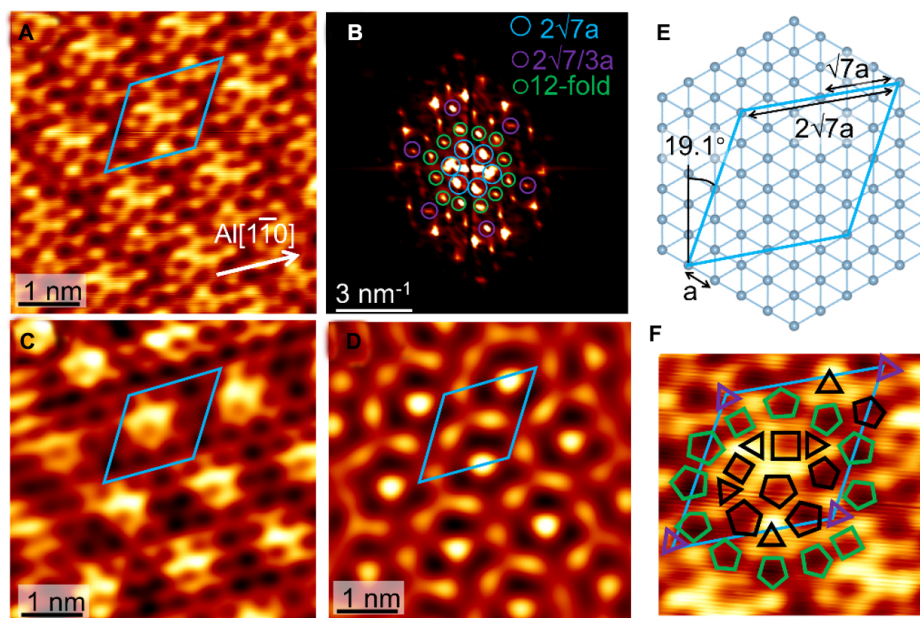 A
Al[11̅0]
1 nm
B
2√7a
2√7/3a
12-fold
3 nm⁻¹
E
√7a
2√7a
19.1°
a
C
1 nm
D
1 nm
F